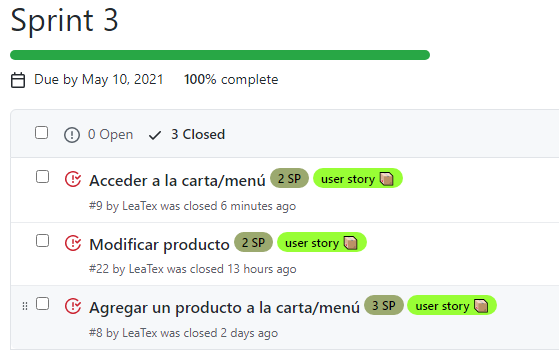 Sprint 3
Due by May 10, 2021 100% complete
0 Open 3 Closed
Acceder a la carta/menú 2 SP user story
#9 by LeaTex was closed 6 minutes ago
Modificar producto 2 SP user story
#22 by LeaTex was closed 13 hours ago
Agregar un producto a la carta/menú 3 SP user story
#8 by LeaTex was closed 2 days ago